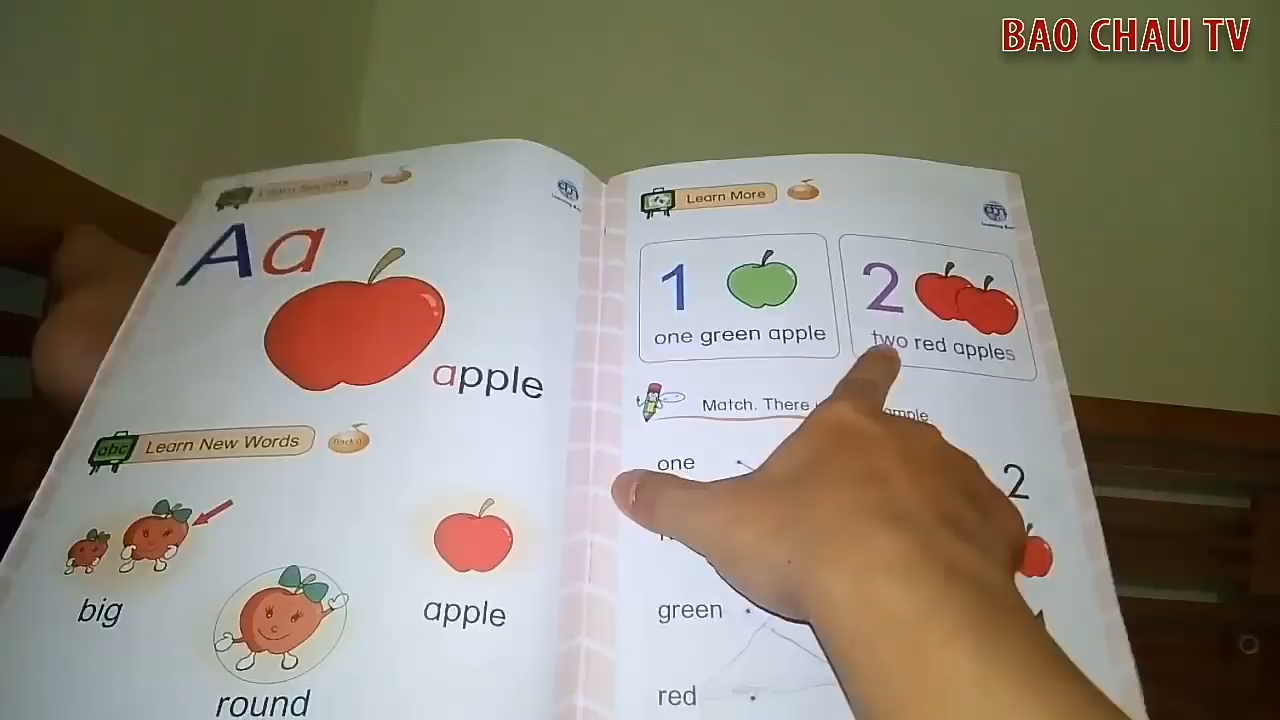 BAO CHAU TV
Aa
apple
Learn New Words
big
apple
round
Learn More
1
one green apple
2
two red apples
Match. There
one
2
green
red